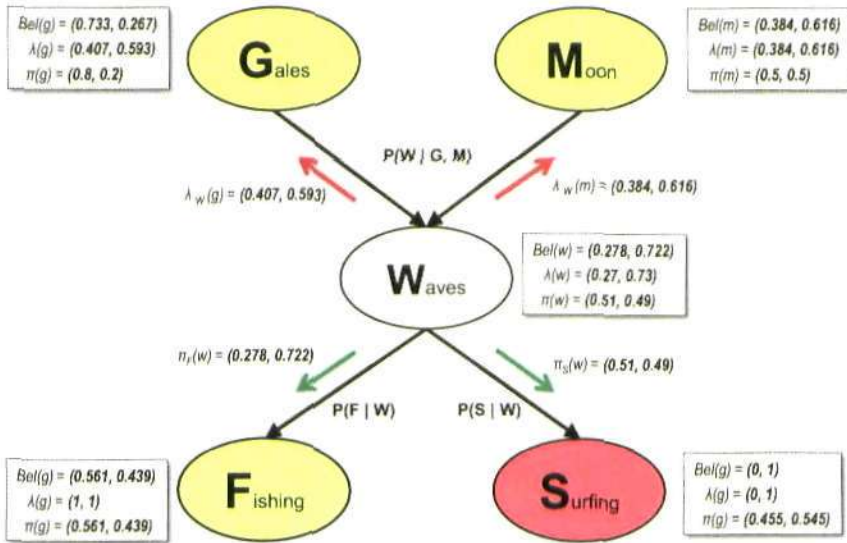 Bel(g) = (0.733, 0.267)
λ(g) = (0.407, 0.593)
π(g) = (0.8, 0.2)
Gales
Moon
Bel(m) = (0.384, 0.616)
λ(m) = (0.384, 0.616)
π(m) = (0.5, 0.5)
P(W | G, M)
λ W (g) = (0.407, 0.593)
λ W (m) = (0.384, 0.616)
Waves
Bel(w) = (0.278, 0.722)
λ(w) = (0.27, 0.73)
π(w) = (0.51, 0.49)
πF(w) = (0.278, 0.722)
πS(w) = (0.51, 0.49)
P(F | W)
P(S | W)
Bel(g) = (0.561, 0.439)
λ(g) = (1, 1)
π(g) = (0.561, 0.439)
Fishing
Surfing
Bel(g) = (0, 1)
λ(g) = (0, 1)
π(g) = (0.455, 0.545)